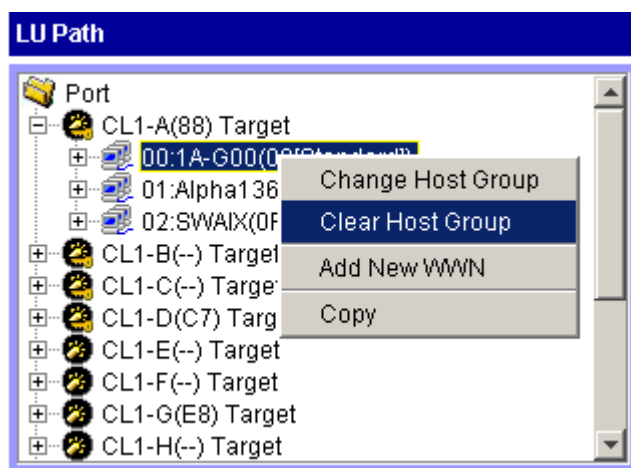 LU Path
Port
CL1-A(88) Target
00:1A-G00(00[Standard])
01:Alpha136
02:SWAIX(0F
CL1-B(--) Target
CL1-C(--) Targe
CL1-D(C7) Targ
CL1-E(--) Target
CL1-F(--) Target
CL1-G(E8) Target
CL1-H(--) Target
Change Host Group
Clear Host Group
Add New WWN
Copy